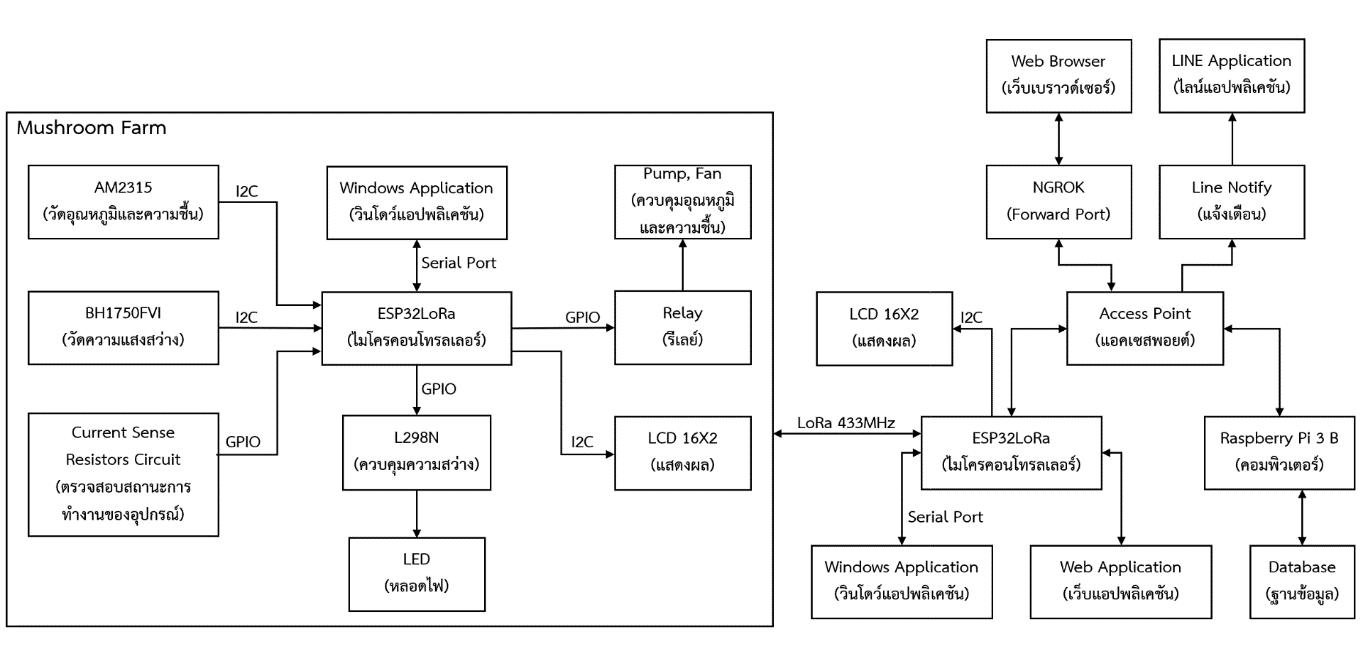 Web Browser
(เว็บเบราวด์เซอร์)
LINE Application
(ไลน์แอปพลิเคชัน)
Mushroom Farm
AM2315
(วัดอุณหภูมิและความชื้น)
I2C
Windows Application
(วินโดว์แอปพลิเคชัน)
Pump, Fan
(ควบคุมอุณหภูมิ
และความชื้น)
NGROK
(Forward Port)
Line Notify
(แจ้งเตือน)
Serial Port
BH1750FVI
(วัดความแสงสว่าง)
I2C
ESP32LoRa
(ไมโครคอนโทรลเลอร์)
GPIO
Relay
(รีเลย์)
LCD 16X2
(แสดงผล)
I2C
Access Point
(แอคเซสพอยต์)
GPIO
Current Sense
Resistors Circuit
(ตรวจสอบสถานะการ
ทำงานของอุปกรณ์)
GPIO
L298N
(ควบคุมความสว่าง)
I2C
LCD 16X2
(แสดงผล)
LoRa 433MHz
ESP32LoRa
(ไมโครคอนโทรลเลอร์)
Raspberry Pi 3 B
(คอมพิวเตอร์)
Serial Port
LED
(หลอดไฟ)
Windows Application
(วินโดว์แอปพลิเคชัน)
Web Application
(เว็บแอปพลิเคชัน)
Database
(ฐานข้อมูล)